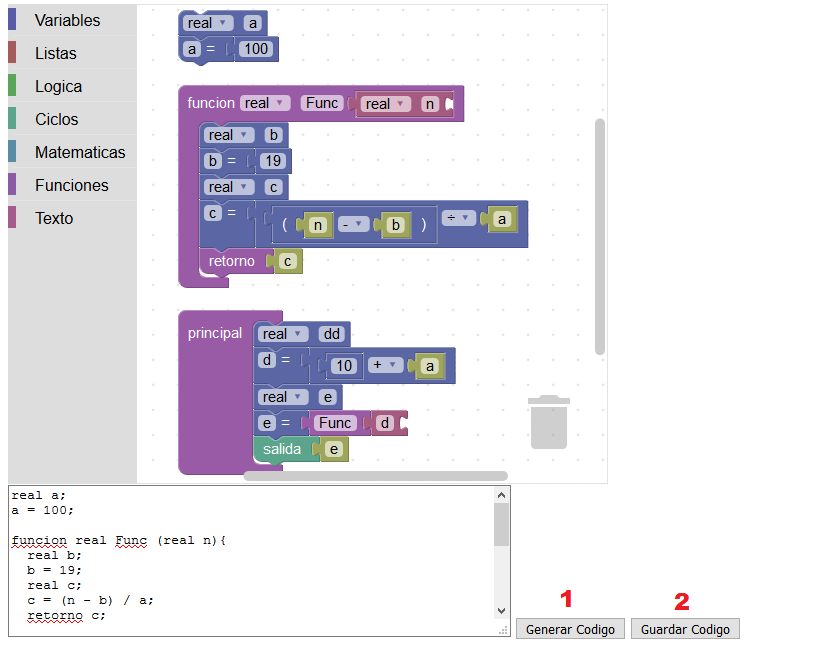 Variables
Listas
Logica
Ciclos
Matematicas
Funciones
Texto
real a
a = 100
funcion real Func real n
real b
b = 19
real c
c = ( n - b ) ÷ a
retorno c
principal real dd
d = 10 + a
real e
e = Func d
salida e
real a;
a = 100;
funcion real Func (real n){
real b;
b = 19;
real c;
c = (n - b) / a;
retorno c;
1 2
Generar Codigo Guardar Codigo